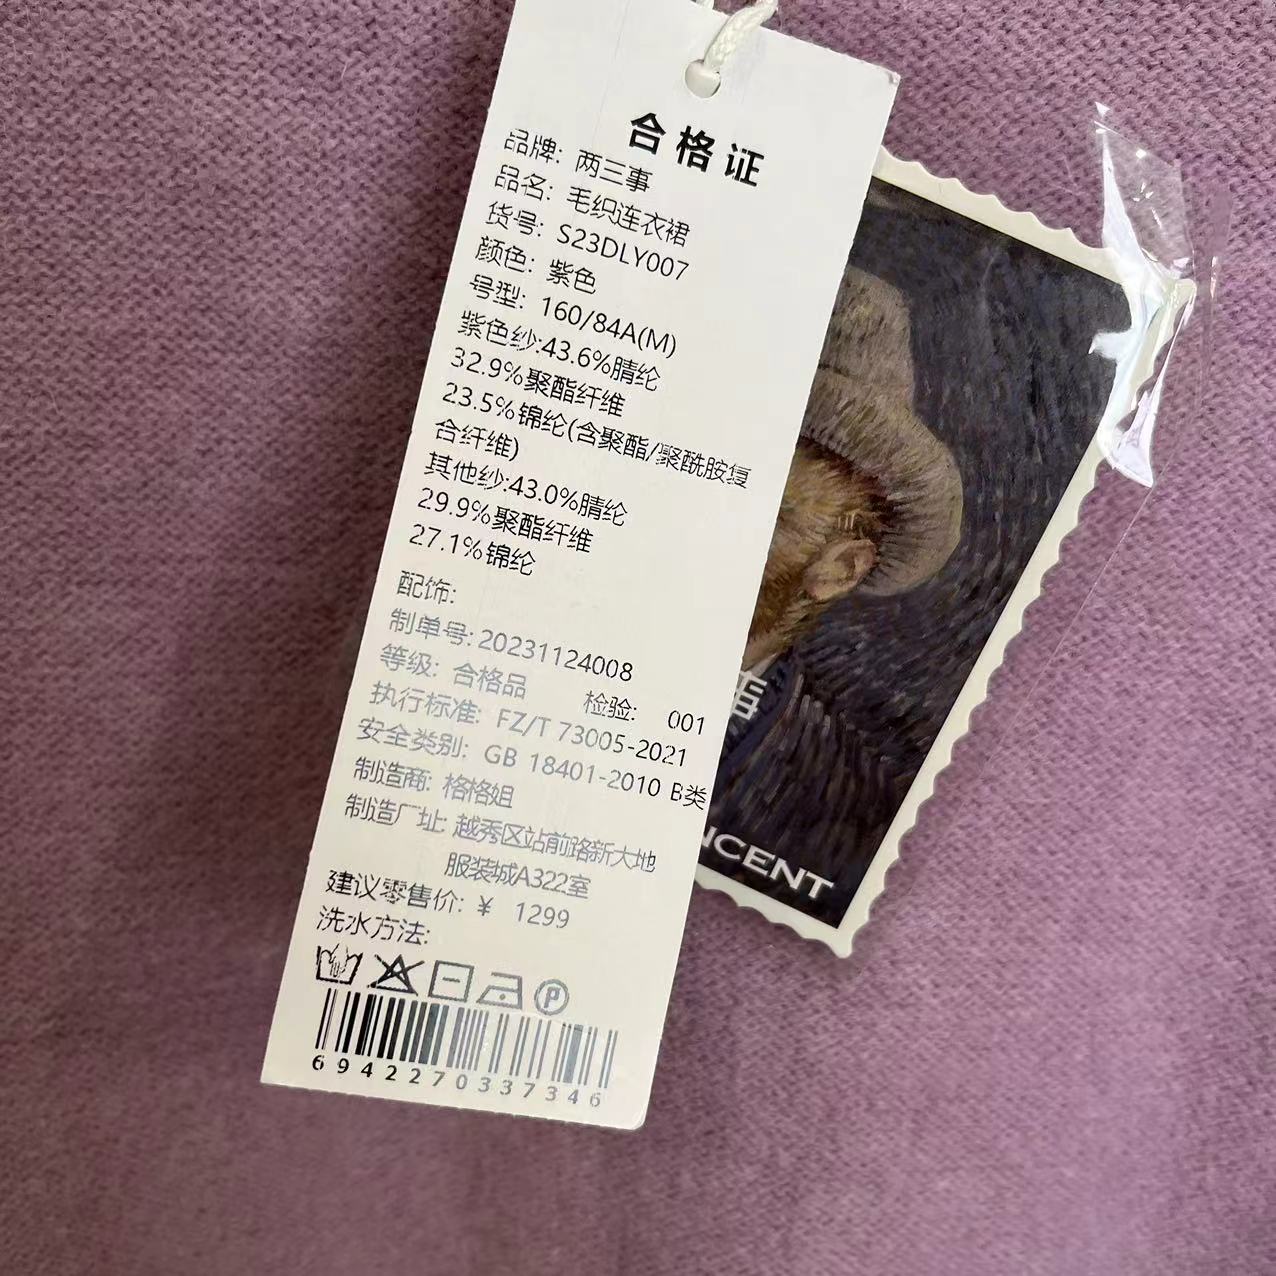 合格证
品牌: 两三事
品名: 毛织连衣裙
货号: S23DLY007
颜色: 紫色
号型: 160/84A(M)
紫色纱:43.6%腈纶
32.9%聚酯纤维
23.5%锦纶(含聚酯/聚酰胺复
合纤维)
其他纱:43.0%腈纶
29.9%聚酯纤维
27.1%锦纶
配饰:
制单号: 20231124008
等级: 合格品 检验: 001
执行标准: FZ/T 73005-2021
安全类别: GB 18401-2010 B类
制造商: 格格姐
制造厂址: 越秀区站前路新大地
服装城A322室
建议零售价: ¥ 1299
洗水方法:
P
6942270337346
事
NCENT